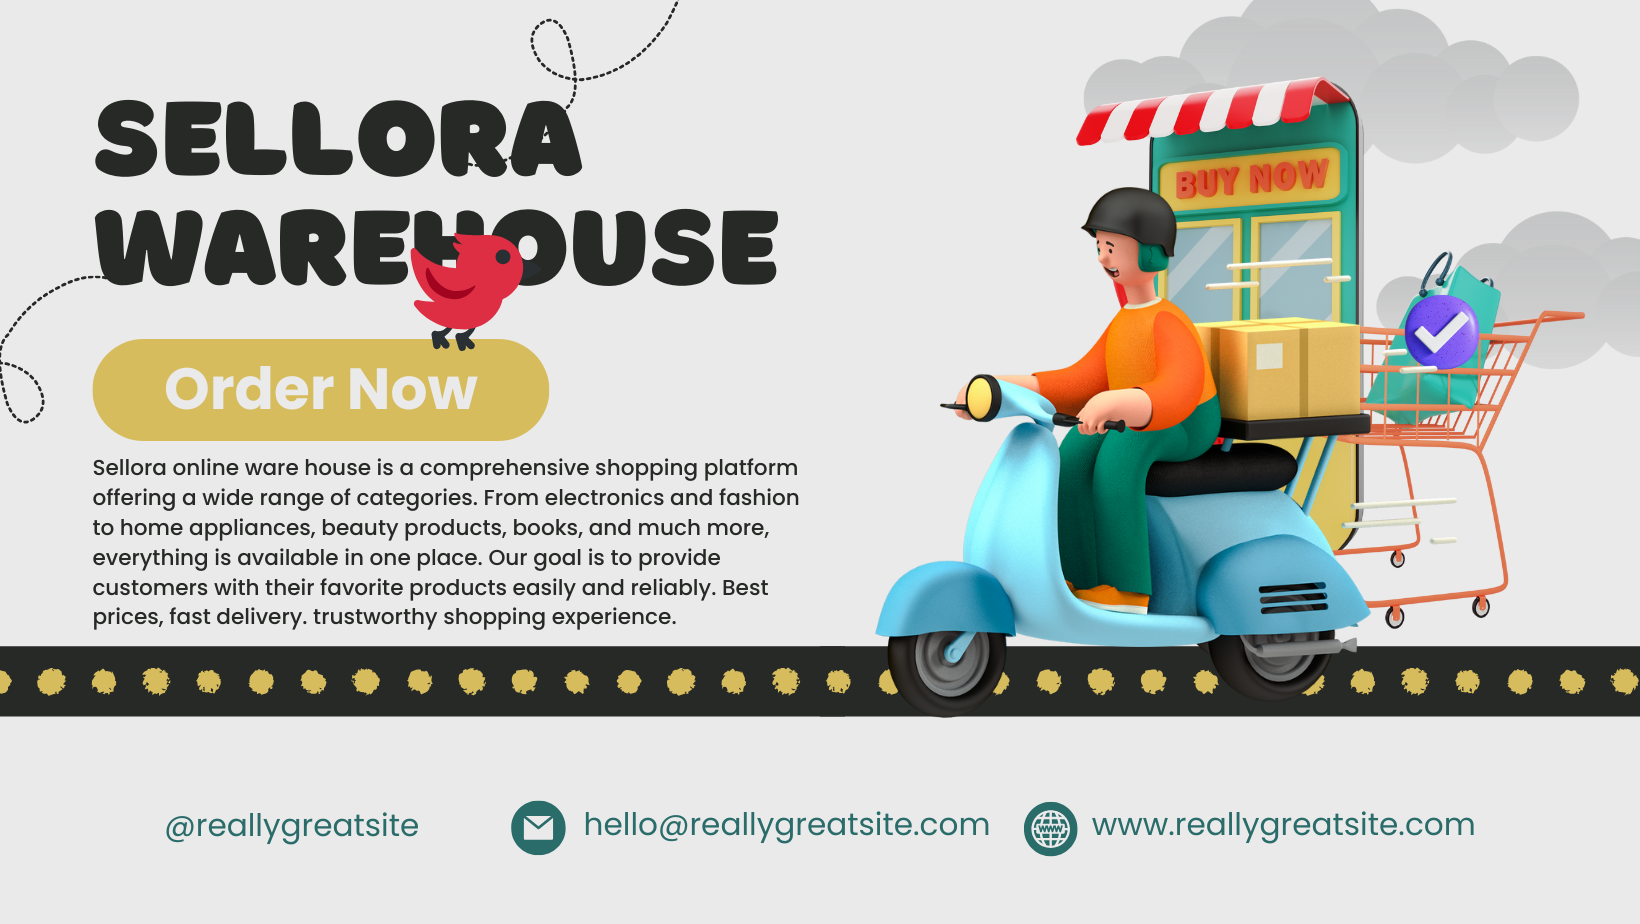 SELLORA
WAREHOUSE
Order Now
Sellora online ware house is a comprehensive shopping platform
offering a wide range of categories. From electronics and fashion
to home appliances, beauty products, books, and much more,
everything is available in one place. Our goal is to provide
customers with their favorite products easily and reliably. Best
prices, fast delivery. trustworthy shopping experience.
BUY NOW
@reallygreatsite
hello@reallygreatsite.com
www
www.reallygreatsite.com